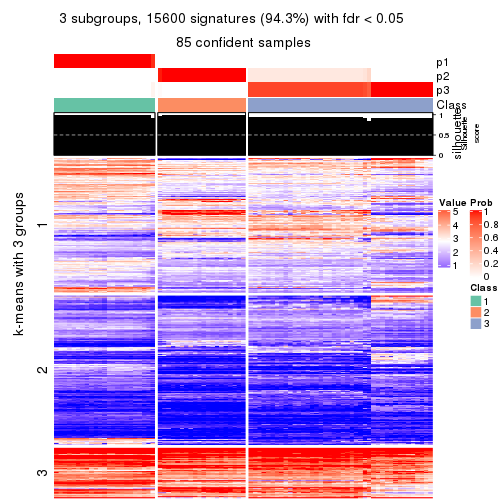 3 subgroups, 15600 signatures (94.3%) with fdr < 0.05
85 confident samples
p1
p2
p3
Class
silhouette
Silhouette
score
1
0.5
0
k-means with 3 groups
1
2
3
Value
5
4
3
2
1
Prob
1
0.8
0.6
0.4
0.2
0
Class
1
2
3